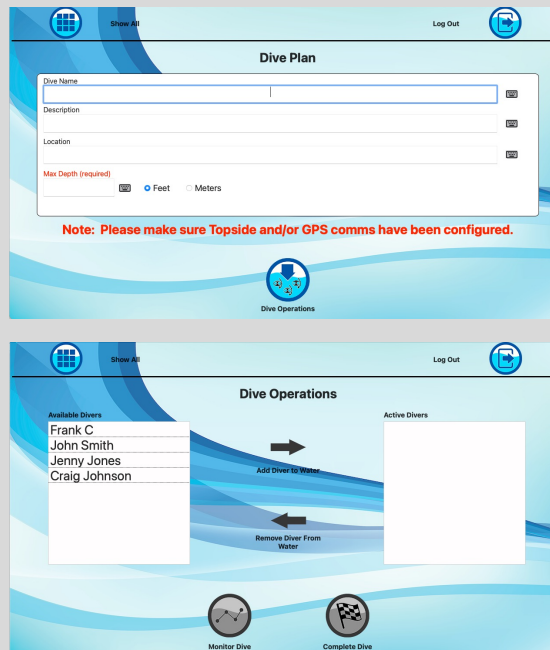 Show All
Log Out
Dive Plan
Dive Name
Description
Location
Max Depth (required)
Feet
Meters
Note: Please make sure Topside and/or GPS comms have been configured.
Dive Operations
Show All
Log Out
Dive Operations
Available Divers
Active Divers
Frank C
John Smith
Jenny Jones
Craig Johnson
Add Diver to Water
Remove Diver From
Water
Monitor Dive
Complete Dive